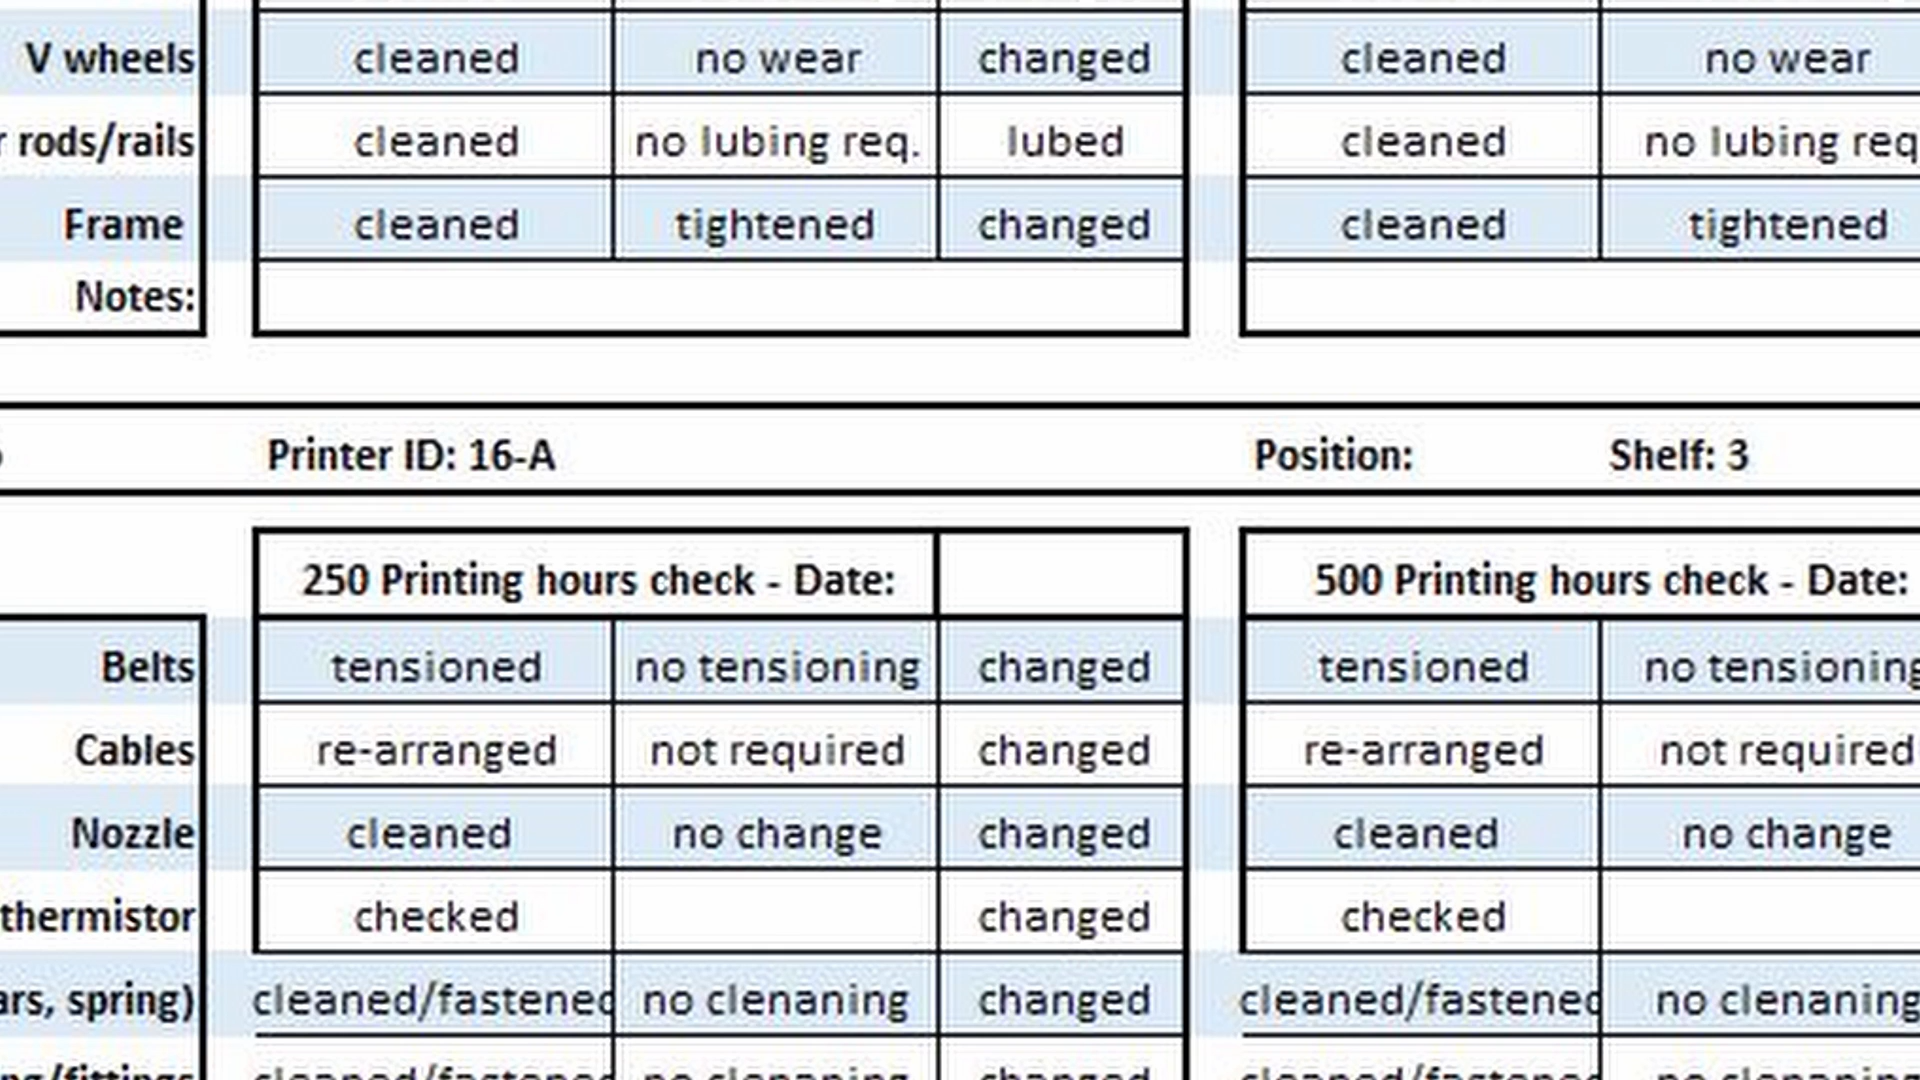 V wheels cleaned no wear changed cleaned no wear
rods/rails cleaned no lubing req. lubed cleaned no lubing req
Frame cleaned tightened changed cleaned tightened
Notes:
Printer ID: 16-A Position: Shelf: 3
250 Printing hours check - Date: 500 Printing hours check - Date:
Belts tensioned no tensioning changed tensioned no tensioning
Cables re-arranged not required changed re-arranged not required
Nozzle cleaned no change changed cleaned no change
thermistor checked changed checked
spring) cleaned/fastened no clenaning changed cleaned/fastened no clenaning